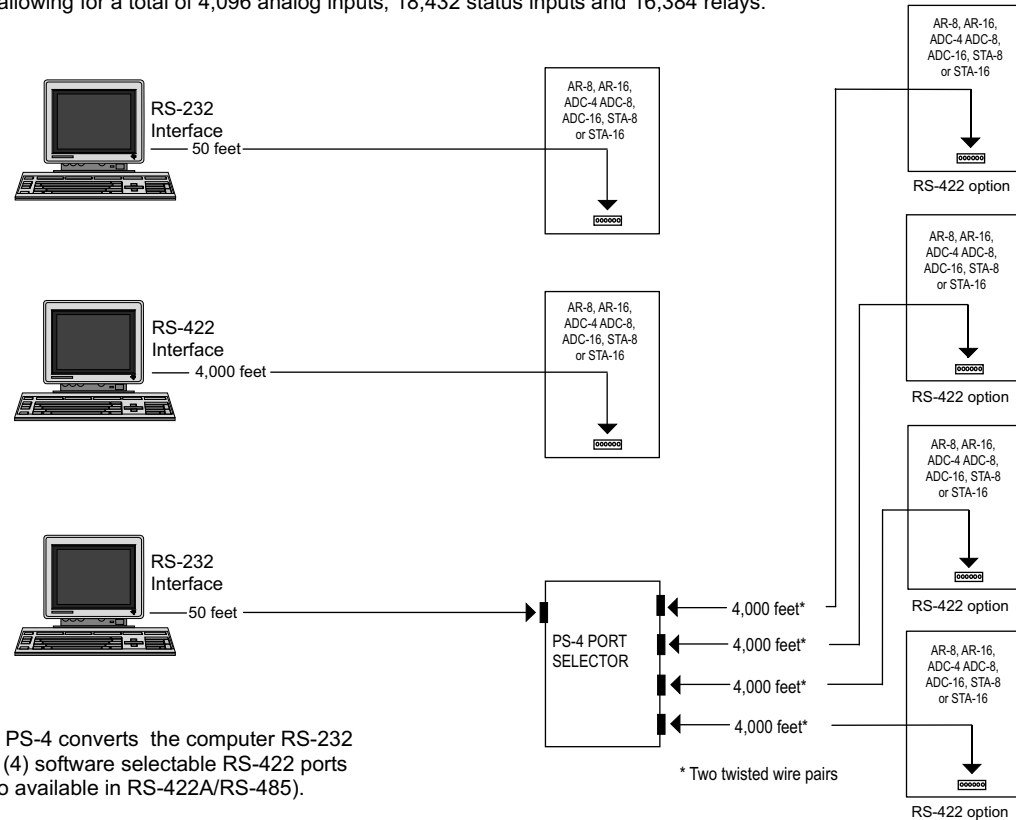 allowing for a total of 4,096 analog inputs, 18,432 status inputs and 16,384 relays.
RS-232
Interface
50 feet
AR-8, AR-16,
ADC-4 ADC-8,
ADC-16, STA-8
or STA-16
AR-8, AR-16,
ADC-4 ADC-8,
ADC-16, STA-8
or STA-16
RS-422 option
RS-422
Interface
4,000 feet
AR-8, AR-16,
ADC-4 ADC-8,
ADC-16, STA-8
or STA-16
AR-8, AR-16,
ADC-4 ADC-8,
ADC-16, STA-8
or STA-16
RS-422 option
RS-232
Interface
50 feet
PS-4 PORT
SELECTOR
4,000 feet*
4,000 feet*
4,000 feet*
4,000 feet*
AR-8, AR-16,
ADC-4 ADC-8,
ADC-16, STA-8
or STA-16
RS-422 option
AR-8, AR-16,
ADC-4 ADC-8,
ADC-16, STA-8
or STA-16
RS-422 option
PS-4 converts the computer RS-232
(4) software selectable RS-422 ports
available in RS-422A/RS-485).
* Two twisted wire pairs